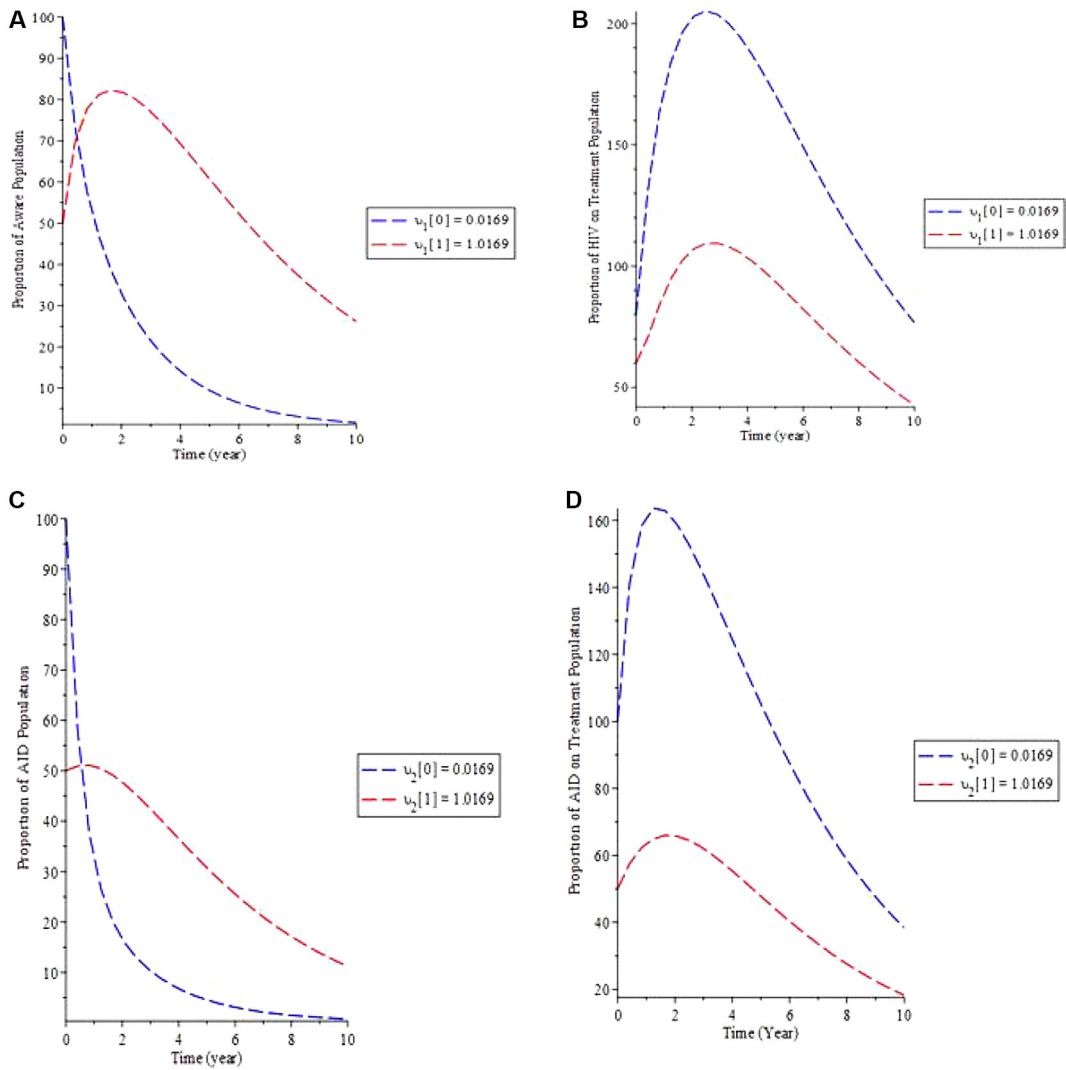 A
100
90
80
70
60
50
40
30
20
10
0 2 4 6 8 10
Proportion of Aware Population
Time (year)
υ1[0] = 0.0169
υ1[1] = 1.0169
B
200
150
100
50
0 2 4 6 8 10
Proportion of HIV on Treatment Population
Time (year)
υ1[0] = 0.0169
υ1[1] = 1.0169
C
100
90
80
70
60
50
40
30
20
10
0 2 4 6 8 10
Proportion of AID Population
Time (year)
υ2[0] = 0.0169
υ2[1] = 1.0169
D
160
140
120
100
80
60
40
20
0 2 4 6 8 10
Proportion of AID on Treatment Population
Time (Year)
υ2[0] = 0.0169
υ2[1] = 1.0169